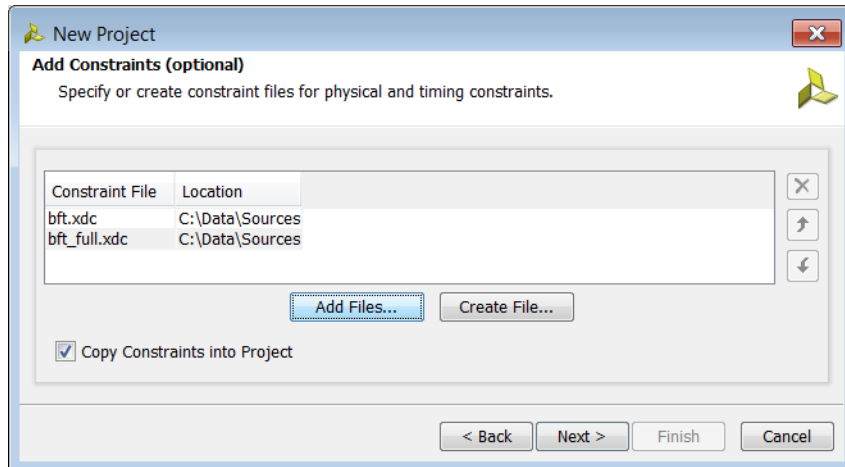 New Project
Add Constraints (optional)
Specify or create constraint files for physical and timing constraints.
Constraint File Location
bft.xdc C:\Data\Sources
bft_full.xdc C:\Data\Sources
Add Files... Create File...
Copy Constraints into Project
< Back Next > Finish Cancel